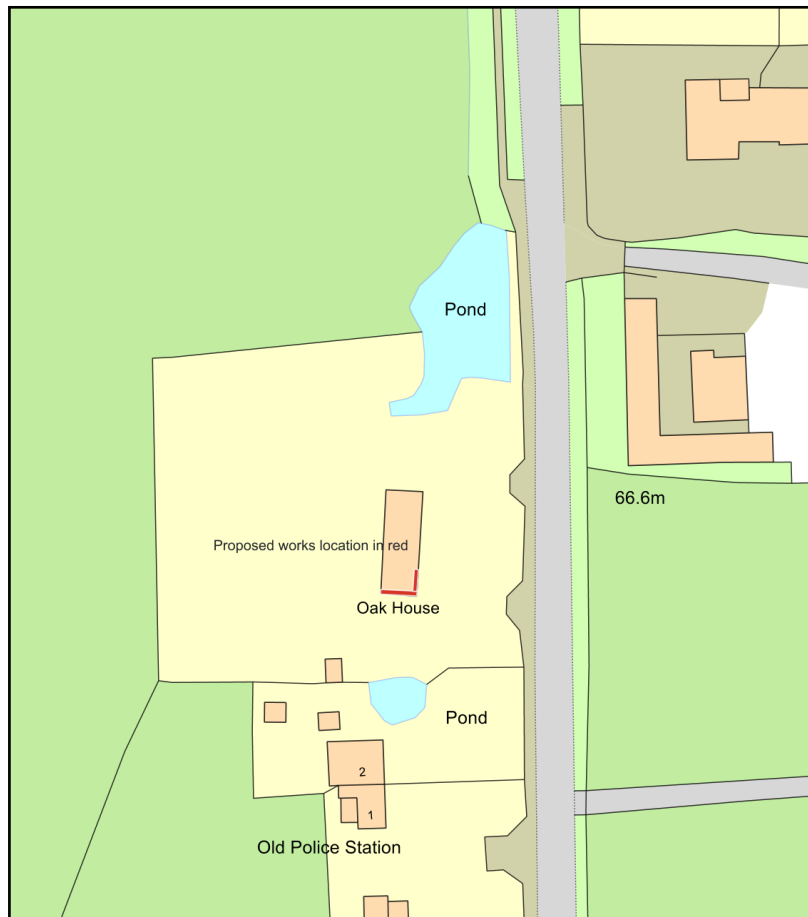 Pond
66.6m
Proposed works location in red
Oak House
Pond
2
1
Old Police Station